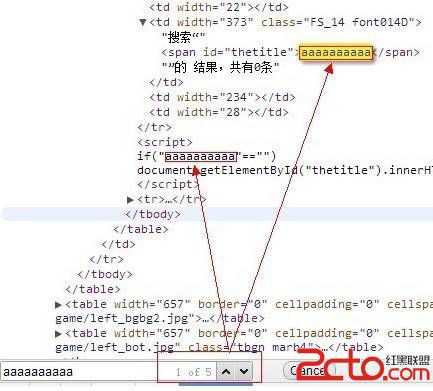 <td width="22"></td>
▼<td width="373" class="FS_14 font014D">
"搜索“"
<span id="thetitle">aaaaaaaaaa</span>
"”的 结果，共有0条"
</td>
<td width="234"></td>
<td width="28"></td>
</tr>
<script>
if("aaaaaaaaaa"=="")
document.getElementById("thetitle").innerHT
</script>
▶<tr>…</tr>
</tbody>
</table>
</td>
</tr>
</tbody>
</table>
▶<table width="657" border="0" cellpadding="0" cellspa
game/left_bgbg2.jpg">…</table>
▶<table width="657" border="0" cellpadding="0" cellspa
game/left_bot.jpg" class="tbgn marb4">…</table>
aaaaaaaaaa 1 of 5 Cancel
2cto.com
红黑联盟